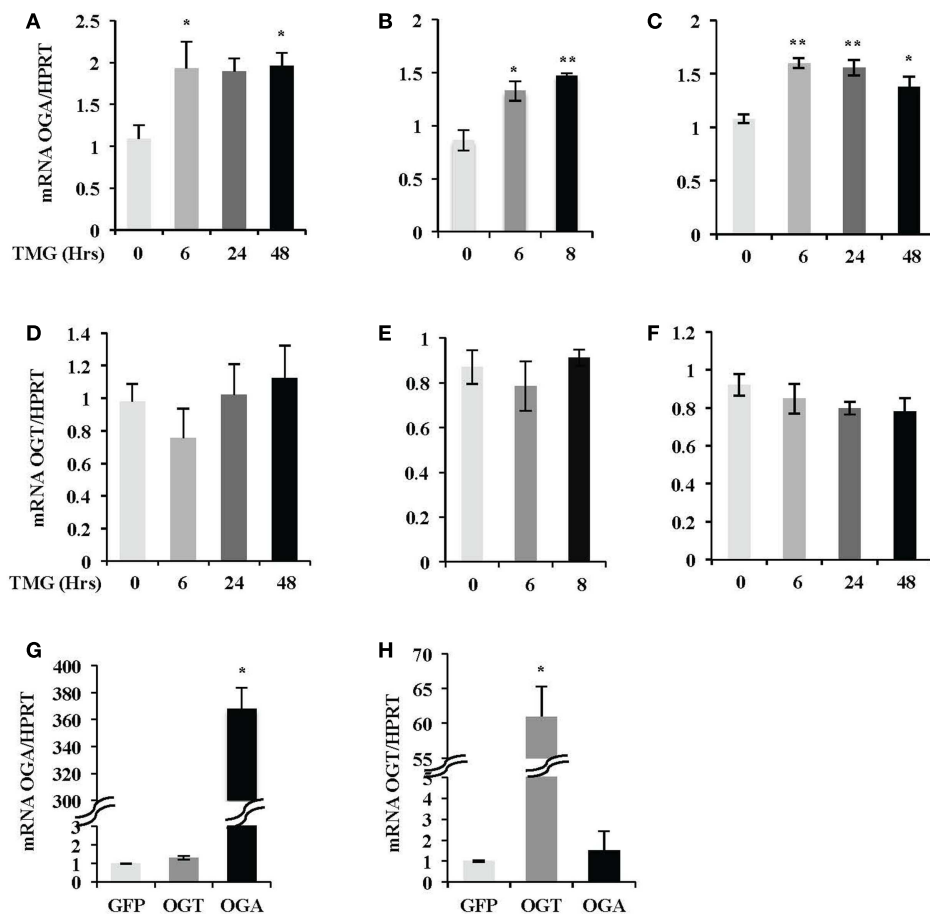 A
mRNA OGA/HPRT
2.5
2
1.5
1
0.5
0
* *
TMG (Hrs) 0 6 24 48
B
2
1.5
1
0.5
0
* **
0 6 8
C
2
1.5
1
0.5
0
** ** *
0 6 24 48
D
mRNA OGT/HPRT
1.4
1.2
1
0.8
0.6
0.4
0.2
0
TMG (Hrs) 0 6 24 48
E
1
0.8
0.6
0.4
0.2
0
0 6 8
F
1.2
1
0.8
0.6
0.4
0.2
0
0 6 24 48
G
mRNA OGA/HPRT
400
380
360
340
320
300
3
2
1
0
*
GFP OGT OGA
H
mRNA OGT/HPRT
70
65
60
55
5
4
3
2
1
0
*
GFP OGT OGA